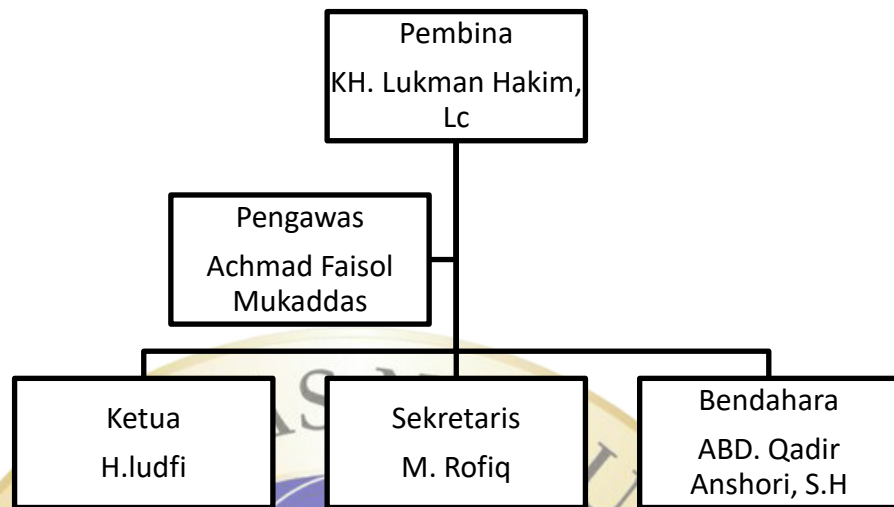 Pembina
KH. Lukman Hakim,
Lc
Pengawas
Achmad Faisol
Mukaddas
Ketua
H.ludfi
Sekretaris
M. Rofiq
Bendahara
ABD. Qadir
Anshori, S.H